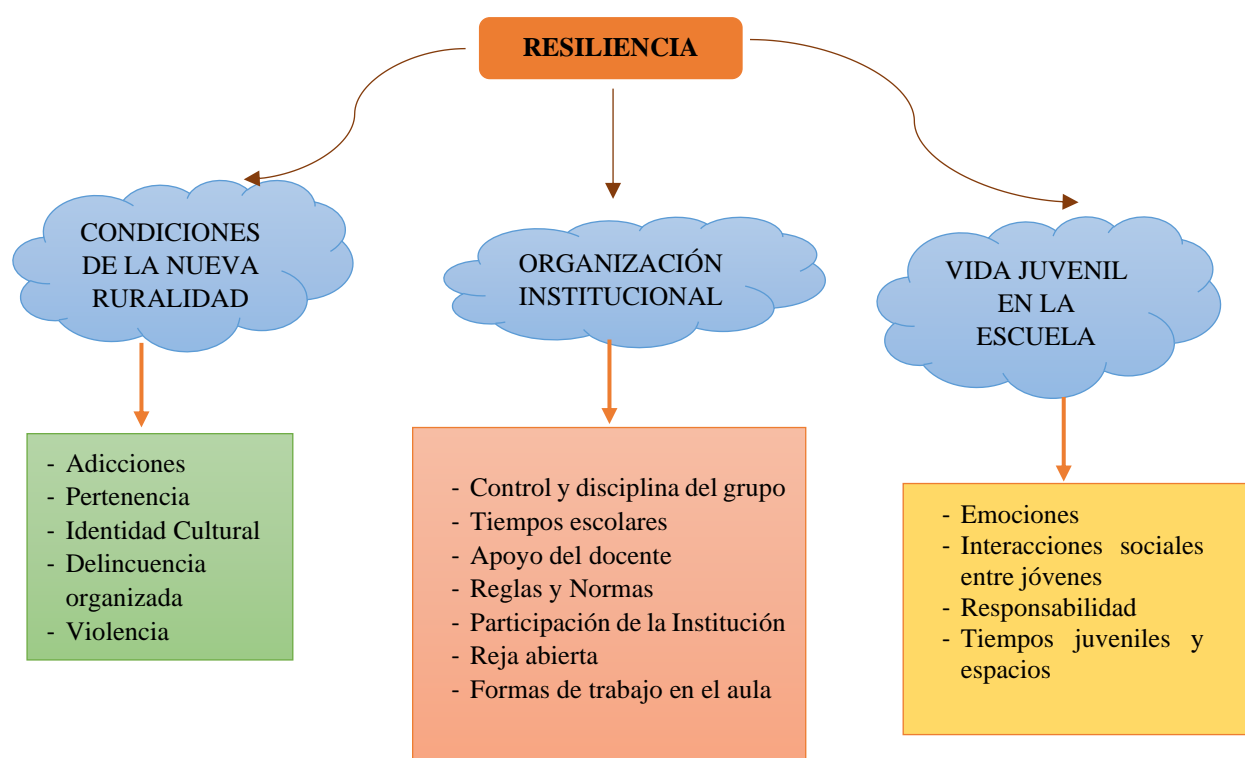 RESILIENCIA
CONDICIONES
DE LA NUEVA
RURALIDAD
ORGANIZACIÓN
INSTITUCIONAL
VIDA JUVENIL
EN LA
ESCUELA
- Adicciones
- Pertenencia
- Identidad Cultural
- Delincuencia
organizada
- Violencia
- Control y disciplina del grupo
- Tiempos escolares
- Apoyo del docente
- Reglas y Normas
- Participación de la Institución
- Reja abierta
- Formas de trabajo en el aula
- Emociones
- Interacciones sociales
entre jóvenes
- Responsabilidad
- Tiempos juveniles y
espacios